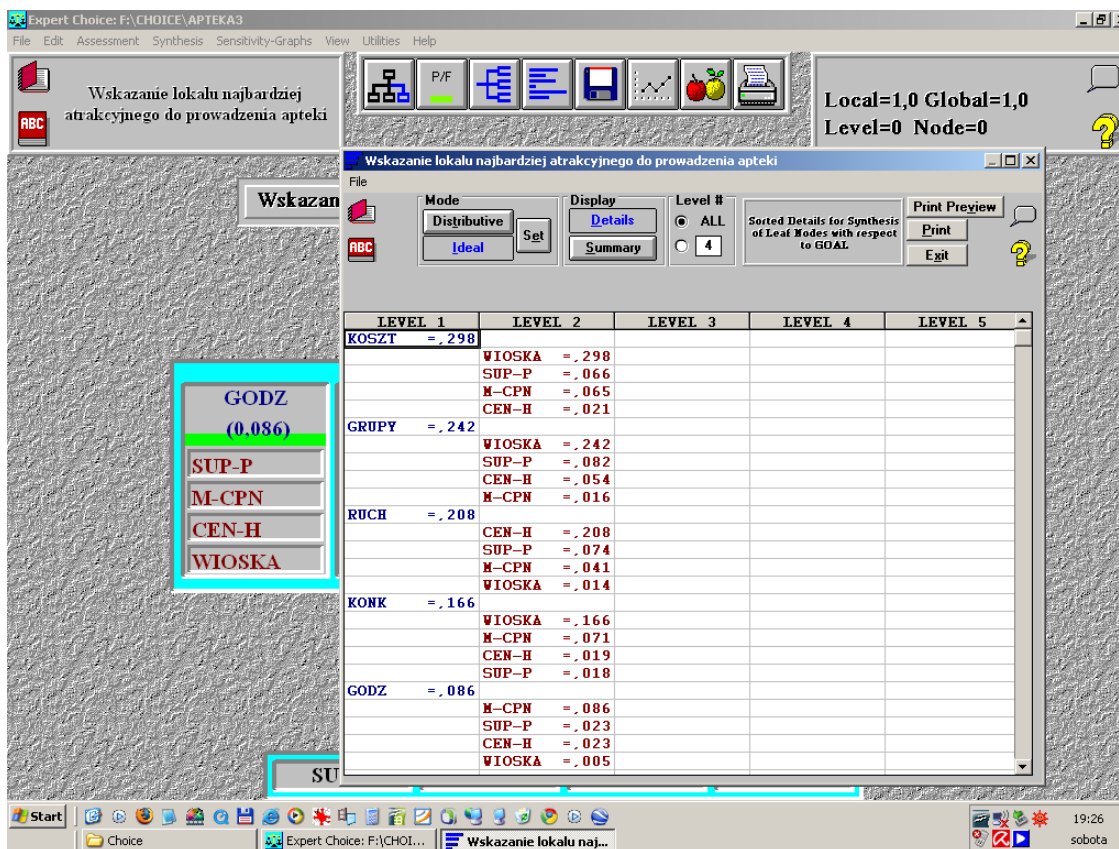 Expert Choice: F:\CHOICE\APTEKA3
File Edit Assessment Synthesis Sensitivity-Graphs View Utilities Help
Wskazanie lokalu najbardziej
atrakcyjnego do prowadzenia apteki
ABC
P/F
Local=1,0 Global=1,0
Level=0 Node=0
Wskazan
GODZ
(0,086)
SUP-P
M-CPN
CEN-H
WIOSKA
SU
Wskazanie lokalu najbardziej atrakcyjnego do prowadzenia apteki
File
ABC
Mode
Distributive
Ideal
Set
Display
Details
Summary
Level #
ALL
4
Sorted Details for Synthesis
of Leaf Nodes with respect
to GOAL
Print Preview
Print
Exit
LEVEL 1 LEVEL 2 LEVEL 3 LEVEL 4 LEVEL 5
KOSZT =,298
WIOSKA =,298
SUP-P =,066
M-CPN =,065
CEN-H =,021
GRUPY =,242
WIOSKA =,242
SUP-P =,082
CEN-H =,054
M-CPN =,016
RUCH =,208
CEN-H =,208
SUP-P =,074
M-CPN =,041
WIOSKA =,014
KONK =,166
WIOSKA =,166
M-CPN =,071
CEN-H =,019
SUP-P =,018
GODZ =,086
M-CPN =,086
SUP-P =,023
CEN-H =,023
WIOSKA =,005
Start
19:26
Choice
Expert Choice: F:\CHOI...
Wskazanie lokalu naj...
sobota